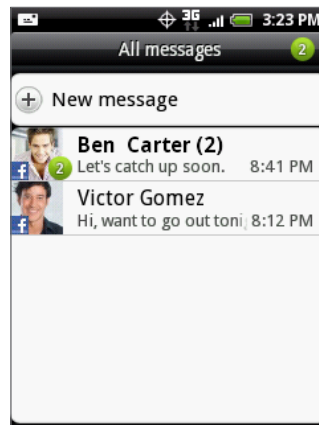 3G 3:23 PM
All messages 2
New message
Ben Carter (2)
2 Let's catch up soon. 8:41 PM
Victor Gomez
Hi, want to go out toni 8:12 PM